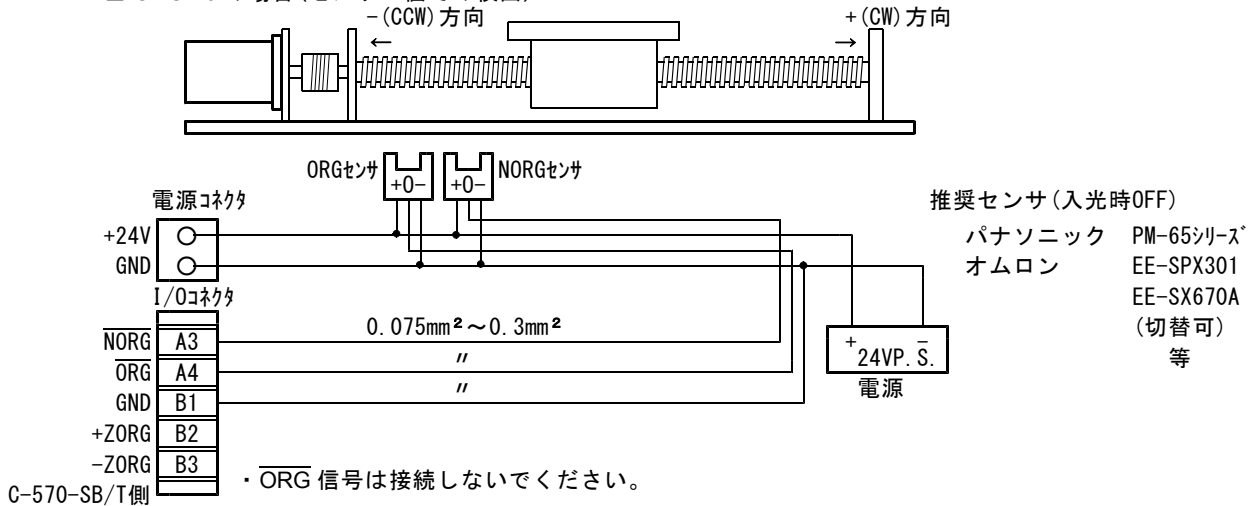 −(CCW)方向
+(CW)方向
←
→
ORGセンサ
+O−
+O−
NORGセンサ
電源コネクタ
+24V
GND
I/Oコネクタ
NORG A3
ORG A4
GND B1
+ZORG B2
−ZORG B3
C-570-SB/T側
0.075mm²～0.3mm²
〃
〃
+ −
24VP.S.
電源
推奨センサ(入光時OFF)
パナソニック PM-65シリーズ
オムロン EE-SPX301
EE-SX670A
(切替可)
等
・ORG 信号は接続しないでください。